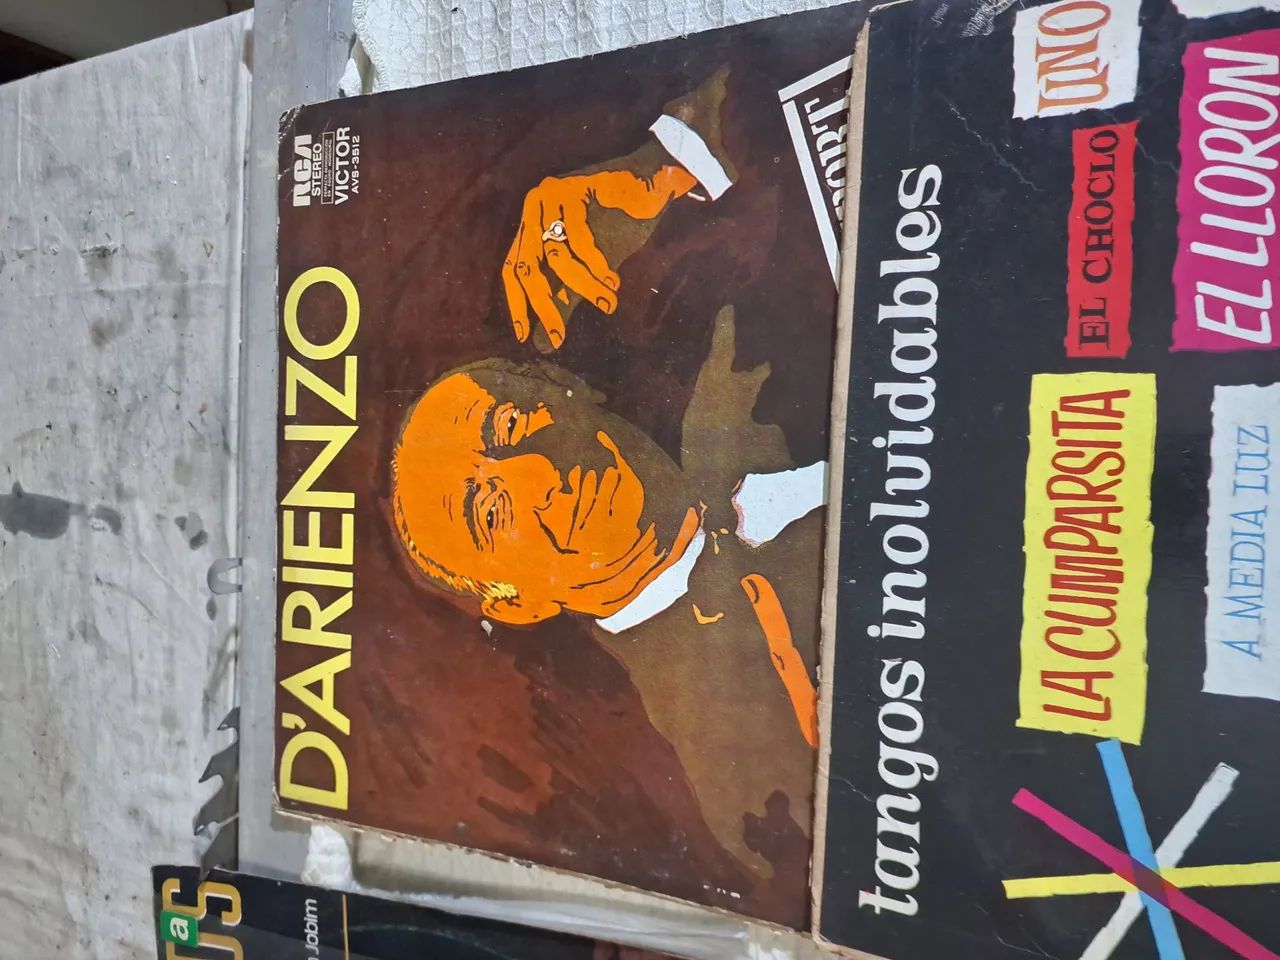 RCA
STEREO
VICTOR
AVS-3512
D'ARIENZO
tangos inolvidables
UNO
EL CHOCLO
EL LLORON
LA CUMPARSITA
A MEDIA LUZ
Jobim